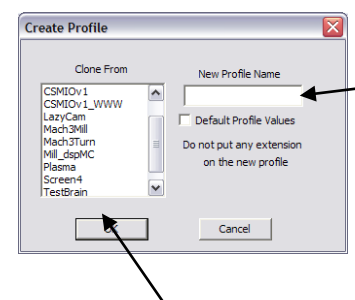 Create Profile
Clone From
CSMIOv1
CSMIOv1_WWW
LazyCam
Mach3Mill
Mach3Turn
Mill_dspMC
Plasma
Screen4
TestBrain
New Profile Name
Default Profile Values
Do not put any extension
on the new profile
OK
Cancel